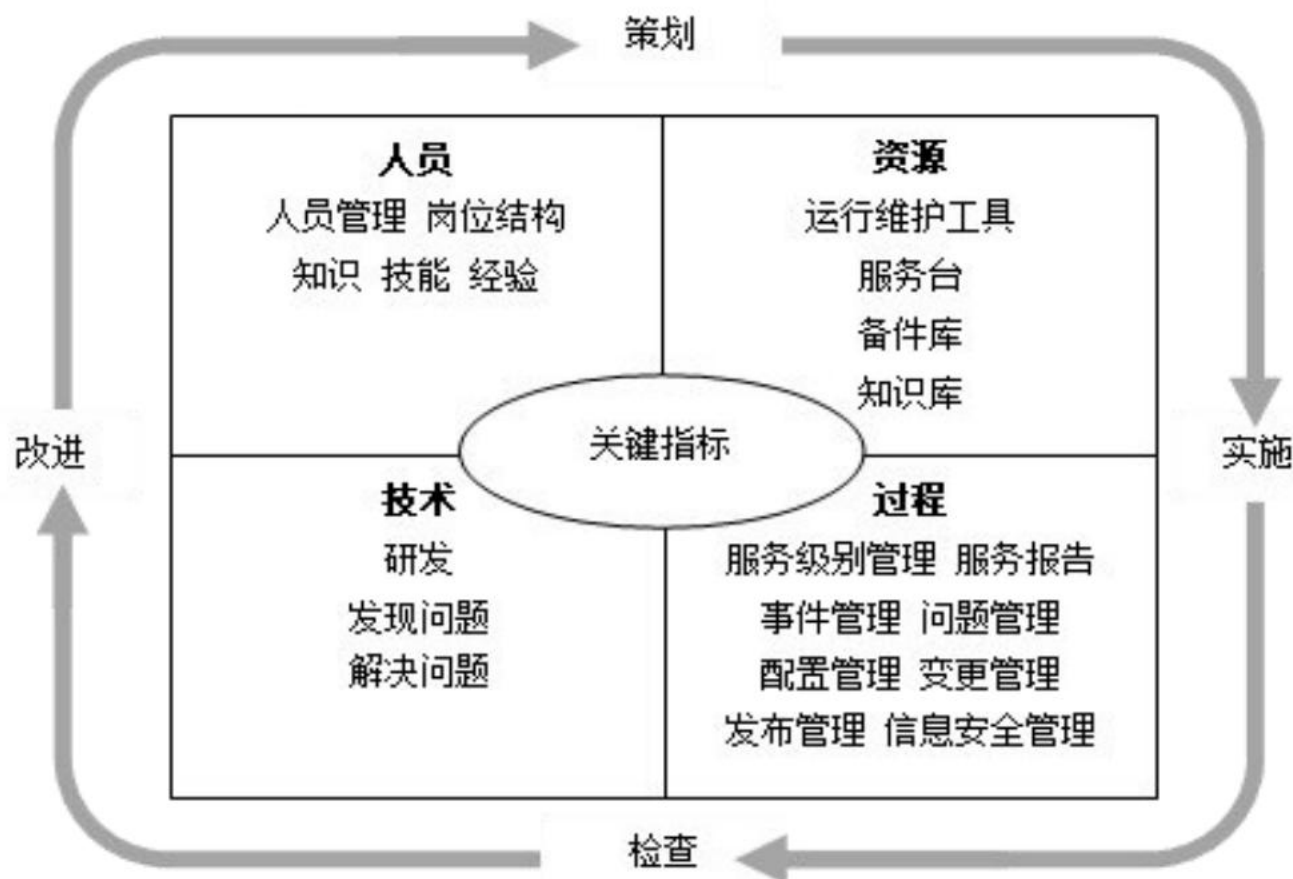 策划
人员
人员管理 岗位结构
知识 技能 经验
资源
运行维护工具
服务台
备件库
知识库
改进
关键指标
实施
技术
研发
发现问题
解决问题
过程
服务级别管理 服务报告
事件管理 问题管理
配置管理 变更管理
发布管理 信息安全管理
检查